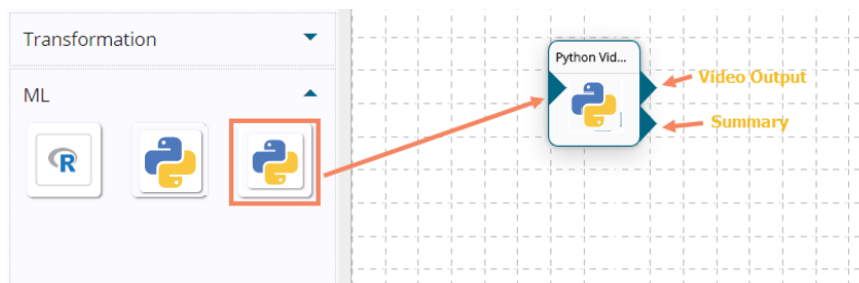 Transformation
ML
R
Python Vid...
Video Output
Summary